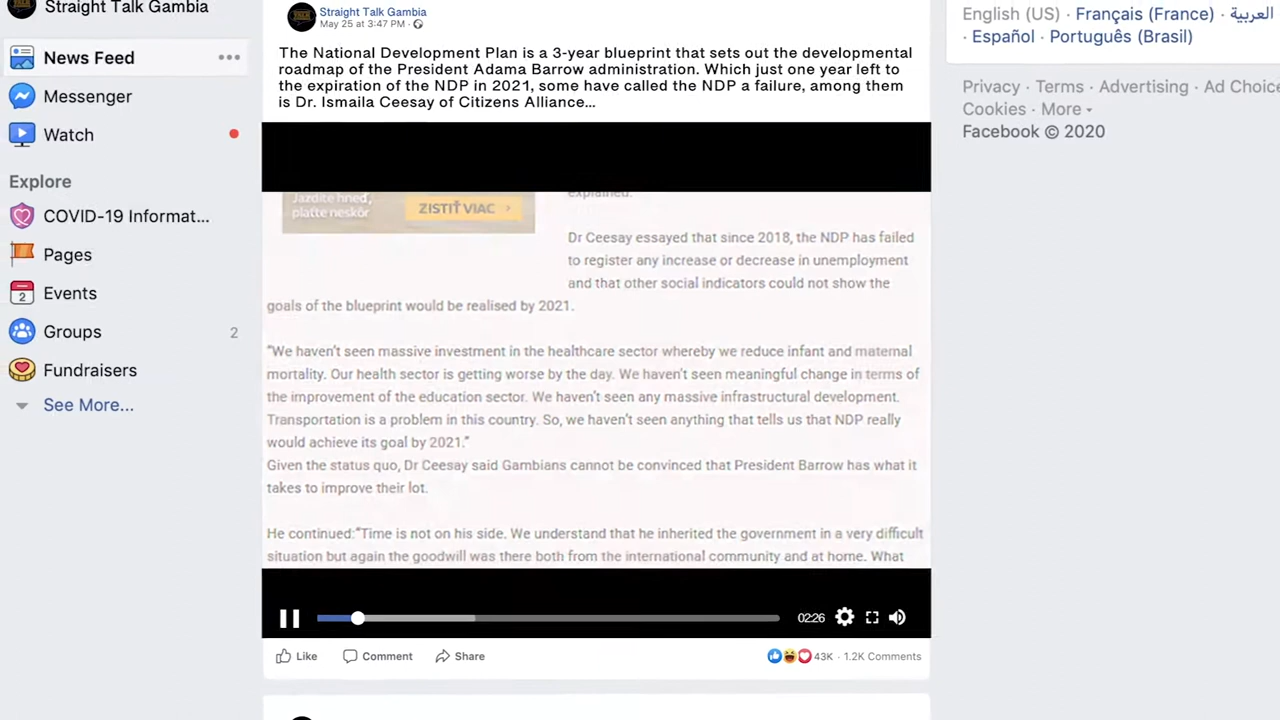 Straight Talk Gambia
News Feed
Messenger
Watch
Explore
COVID-19 Informat...
Pages
Events
2
Groups
2
Fundraisers
See More...
Straight Talk Gambia
May 25 at 3:47 PM ·
The National Development Plan is a 3-year blueprint that sets out the developmental
roadmap of the President Adama Barrow administration. Which just one year left to
the expiration of the NDP in 2021, some have called the NDP a failure, among them
is Dr. Ismaila Ceesay of Citizens Alliance...
explained.
Jazdite hneď,
plaťte neskôr
ZISTIŤ VIAC >
Dr Ceesay essayed that since 2018, the NDP has failed
to register any increase or decrease in unemployment
and that other social indicators could not show the
goals of the blueprint would be realised by 2021.
“We haven't seen massive investment in the healthcare sector whereby we reduce infant and maternal
mortality. Our health sector is getting worse by the day. We haven't seen meaningful change in terms of
the improvement of the education sector. We haven't seen any massive infrastructural development.
Transportation is a problem in this country. So, we haven't seen anything that tells us that NDP really
would achieve its goal by 2021.”
Given the status quo, Dr Ceesay said Gambians cannot be convinced that President Barrow has what it
takes to improve their lot.
He continued:“Time is not on his side. We understand that he inherited the government in a very difficult
situation but again the goodwill was there both from the international community and at home. What
02:26
Like
Comment
Share
43K · 1.2K Comments
English (US) · Français (France) · العربية
· Español · Português (Brasil)
Privacy · Terms · Advertising · Ad Choice
Cookies · More
Facebook © 2020